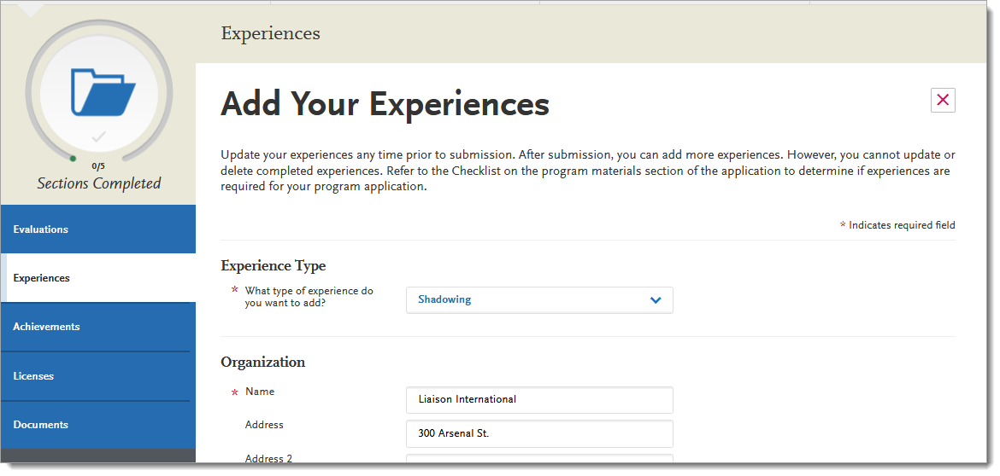 Experiences
0/5
Sections Completed
Evaluations
Experiences
Achievements
Licenses
Documents
Add Your Experiences
Update your experiences any time prior to submission. After submission, you can add more experiences. However, you cannot update or
delete completed experiences. Refer to the Checklist on the program materials section of the application to determine if experiences are
required for your program application.
* Indicates required field
Experience Type
* What type of experience do
you want to add?
Shadowing
Organization
* Name
Liaison International
Address
300 Arsenal St.
Address 2